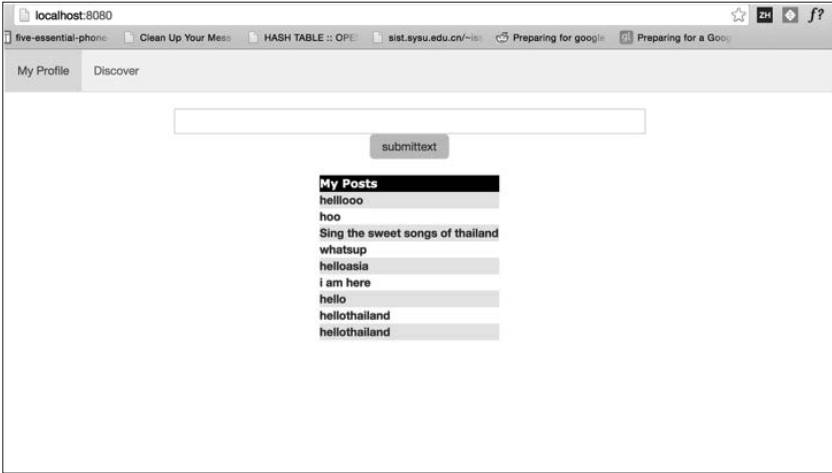 localhost:8080
ZH
f?
five-essential-phone
Clean Up Your Mess
HASH TABLE :: OPE
sist.sysu.edu.cn/~iss
Preparing for google
Preparing for a Goog
My Profile
Discover
submittext
My Posts
helllooo
hoo
Sing the sweet songs of thailand
whatsup
helloasia
i am here
hello
hellothailand
hellothailand